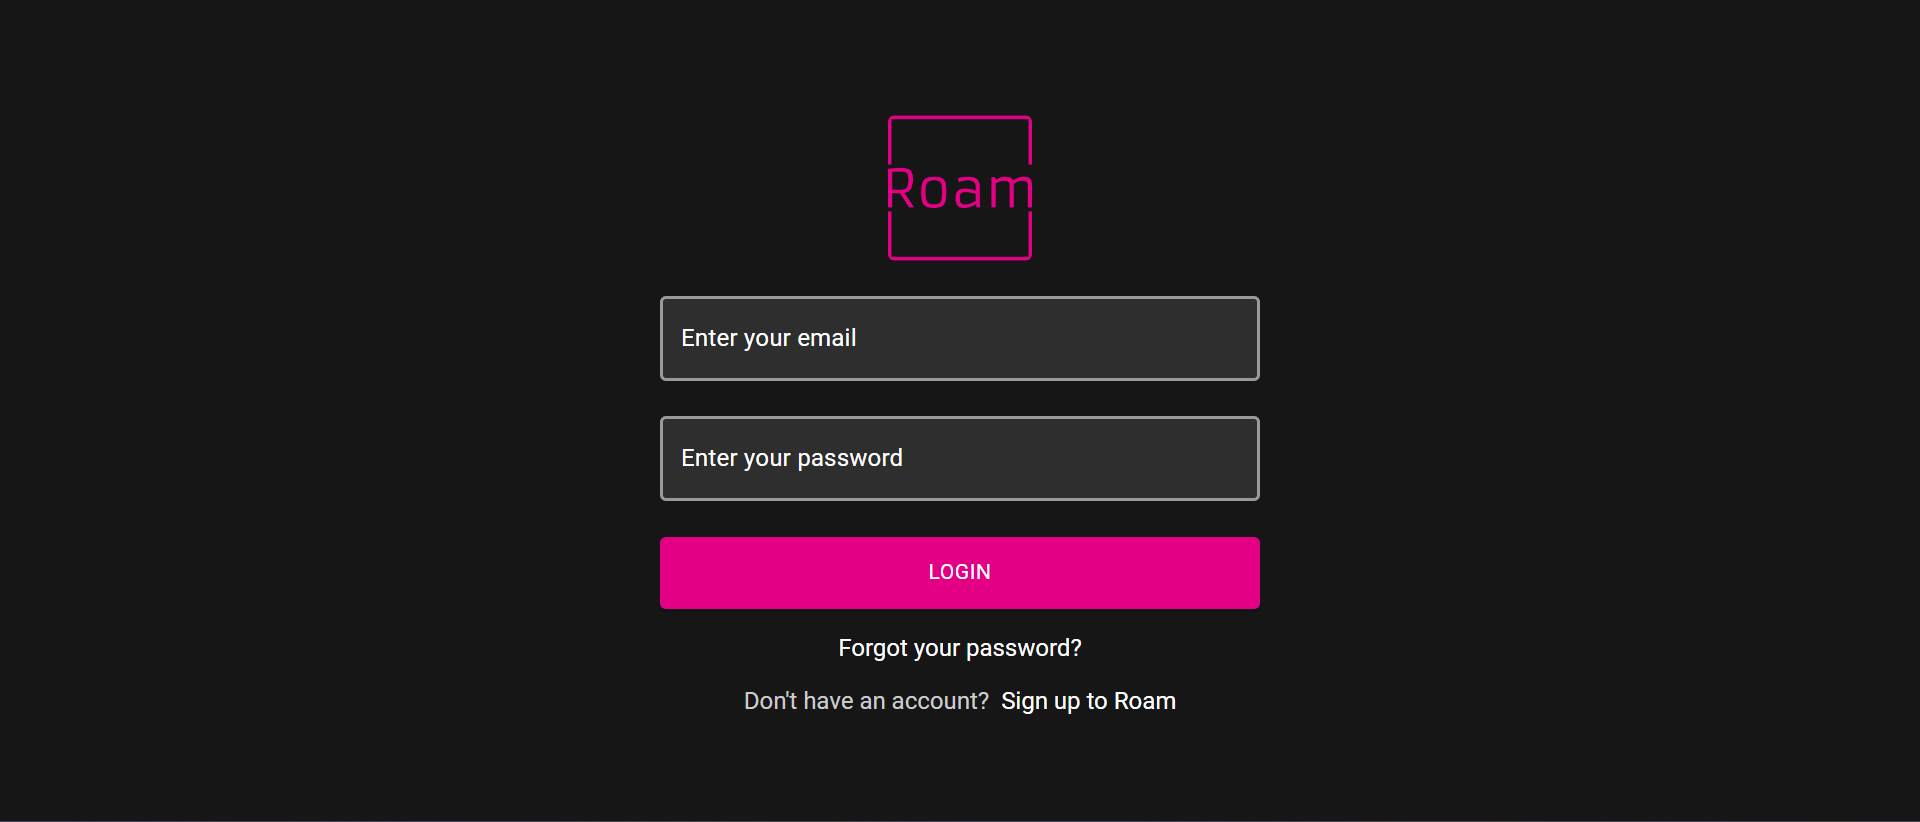 Roam
Enter your email
Enter your password
LOGIN
Forgot your password?
Don't have an account? Sign up to Roam